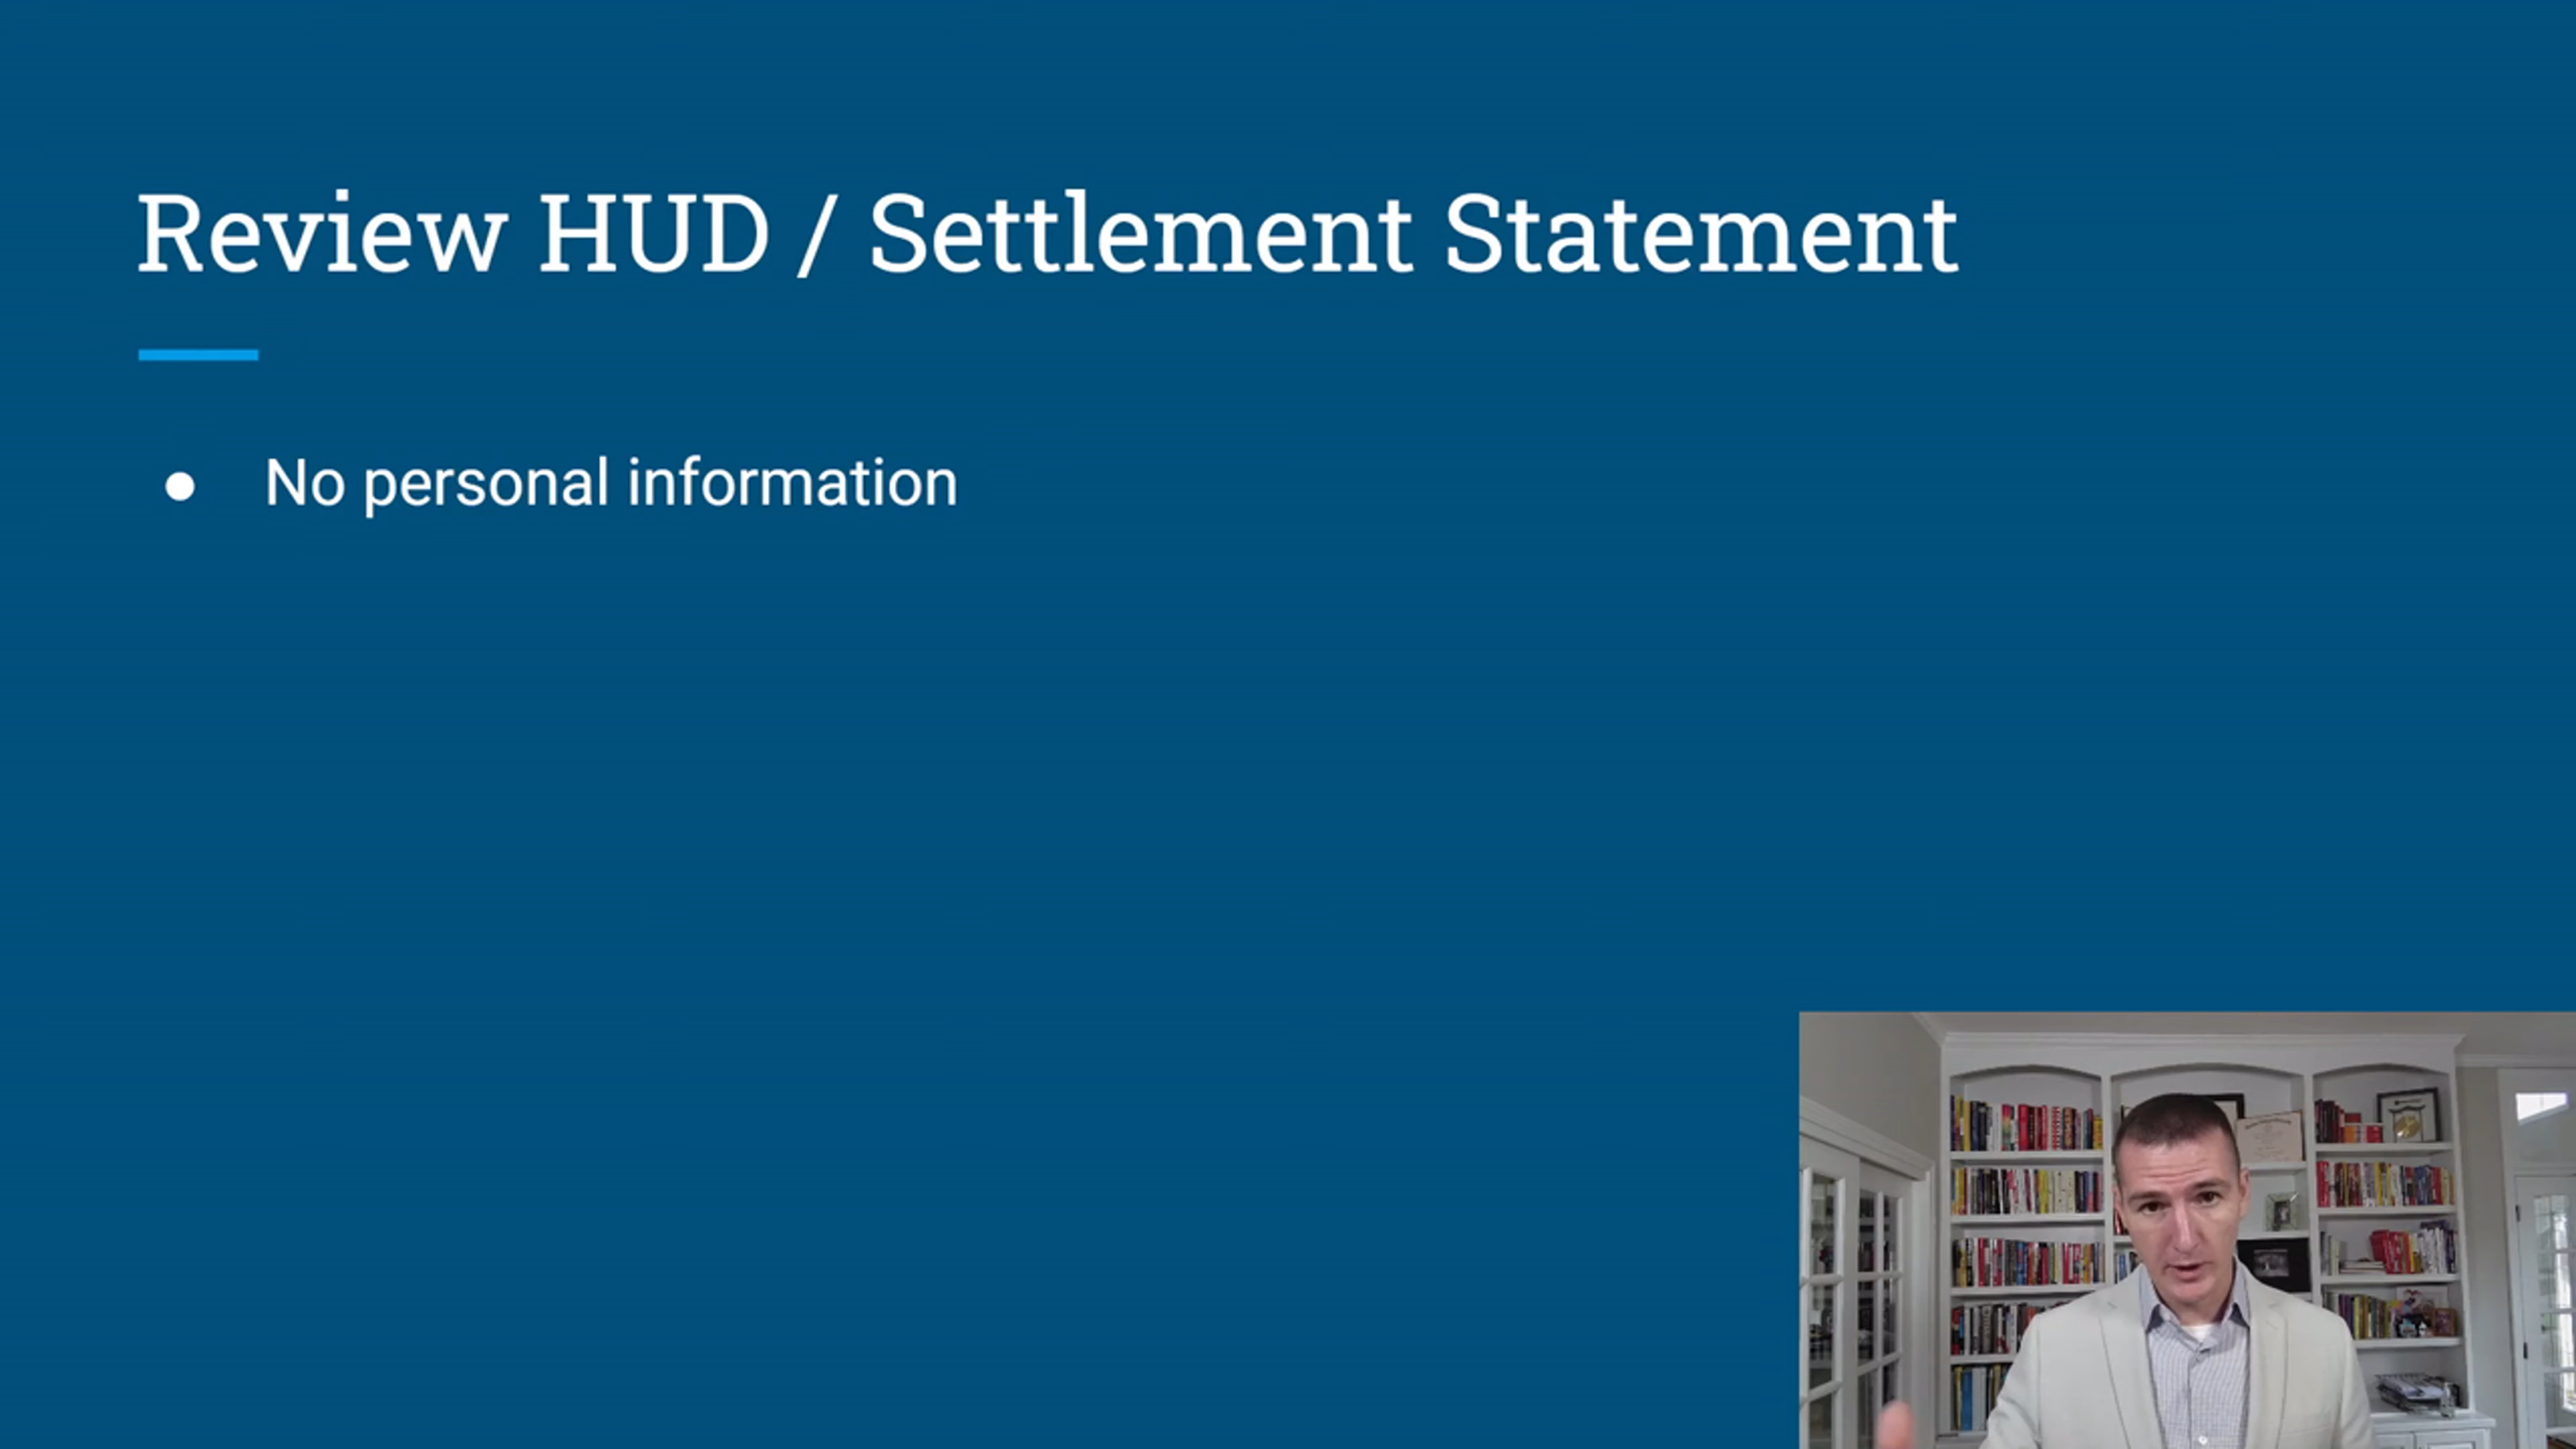 Review HUD / Settlement Statement
● No personal information